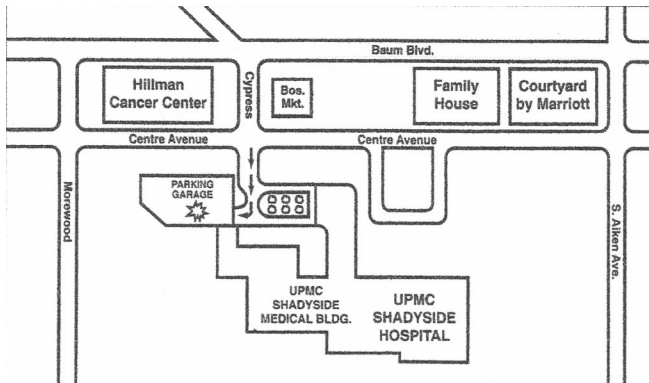 Baum Blvd.
Hillman
Cancer Center
Cypress
Bos.
Mkt.
Family
House
Courtyard
by Marriott
Centre Avenue
Centre Avenue
PARKING
GARAGE
Morewood
S. Aiken Ave.
UPMC
SHADYSIDE
MEDICAL BLDG.
UPMC
SHADYSIDE
HOSPITAL